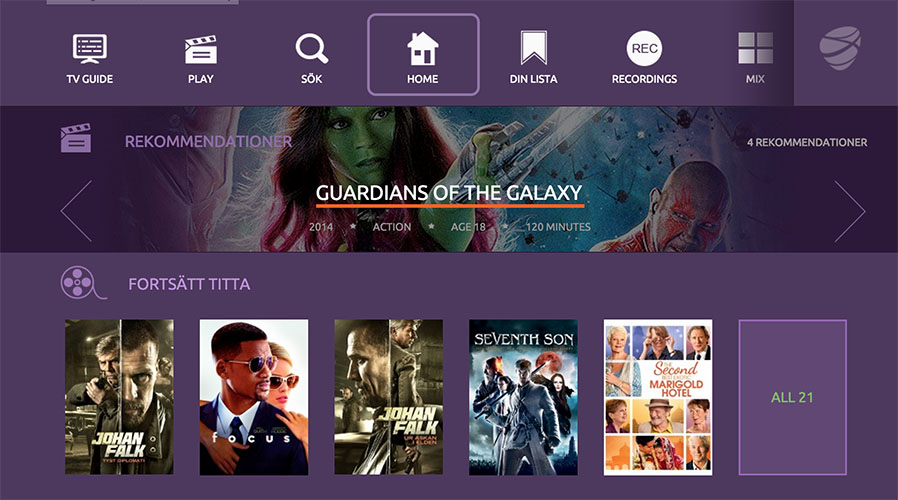 TV GUIDE
PLAY
SÖK
HOME
DIN LISTA
REC
RECORDINGS
MIX
REKOMMENDATIONER
4 REKOMMENDATIONER
GUARDIANS OF THE GALAXY
2014 ★ ACTION ★ AGE 18 ★ 120 MINUTES
FORTSÄTT TITTA
JOHAN
FALK
TYST DIPLOMATI
focus
JOHAN
FALK
UR ASKAN
I ELDEN
SEVENTH SON
THE
Second
BEST EXOTIC
MARIGOLD
HOTEL
ALL 21